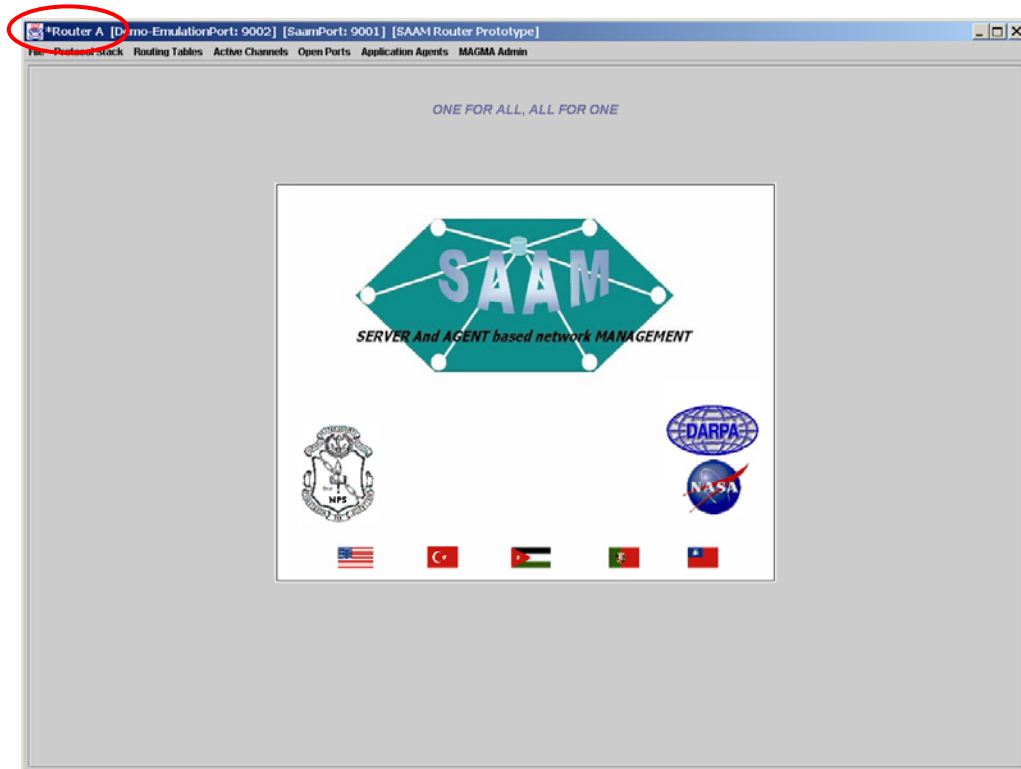 *Router A [Demo-EmulationPort: 9002] [SaamPort: 9001] [SAAM Router Prototype]
File Protocol Stack Routing Tables Active Channels Open Ports Application Agents MAGMA Admin
ONE FOR ALL, ALL FOR ONE
SAAM
SERVER And AGENT based network MANAGEMENT
DARPA
NASA
NPS